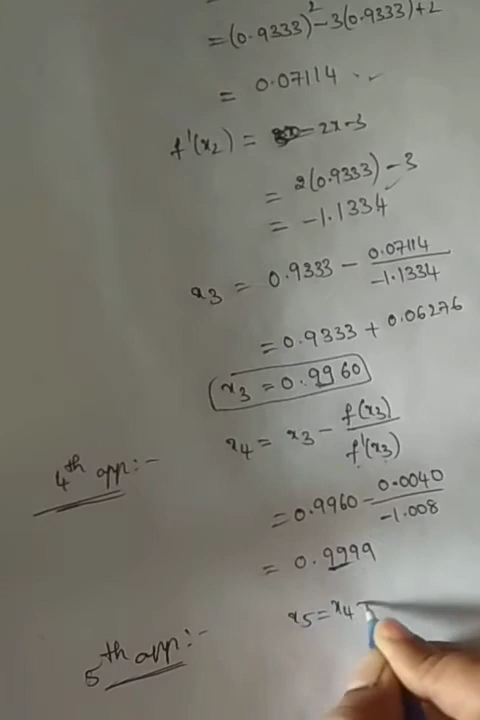 =(0.9333)²-3(0.9333)+2
= 0.07114
f'(x₂) = = 2x-3
= 2(0.9333)-3
= -1.1334
x₃ = 0.9333 - 0.07114/-1.1334
= 0.9333 + 0.06276
x₃ = 0.9960
4th app:- x₄ = x₃ - f(x₃)/f'(x₃)
= 0.9960 - 0.0040/-1.008
= 0.9999
5th app:- x₅ = x₄ -